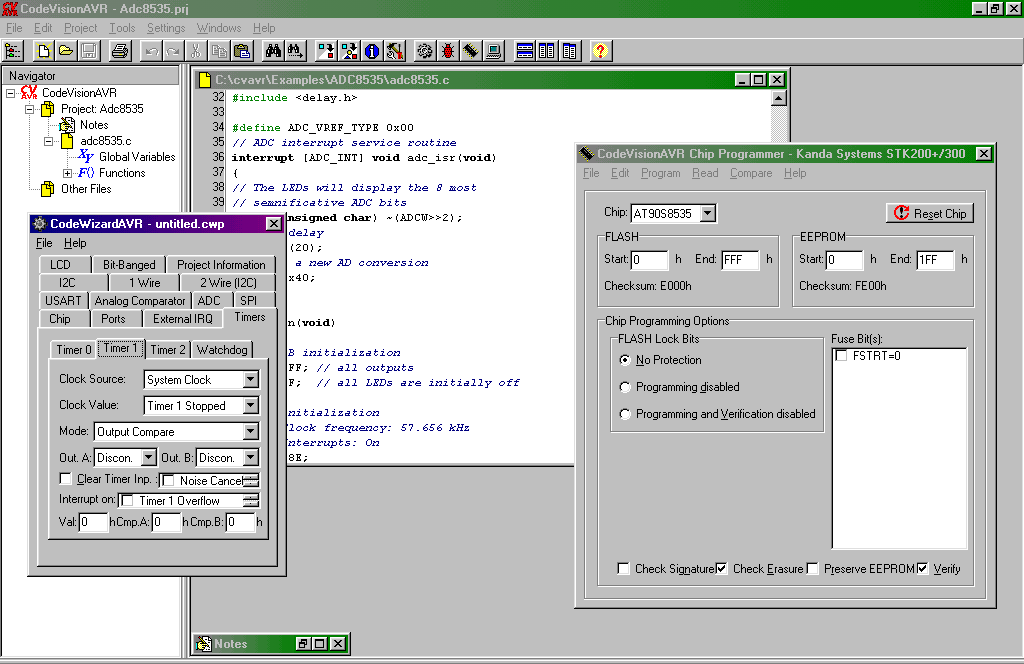 CodeVisionAVR - Adc8535.prj
File Edit Project Tools Settings Windows Help
Navigator
CodeVisionAVR
Project: Adc8535
Notes
adc8535.c
Global Variables
Functions
Other Files
C:\cvavr\Examples\ADC8535\adc8535.c
32 #include <delay.h>
33
34 #define ADC_VREF_TYPE 0x00
35 // ADC interrupt service routine
36 interrupt [ADC_INT] void adc_isr(void)
37 {
38 // The LEDs will display the 8 most
39 // semnificative ADC bits
nsigned char) ~(ADCW>>2);
delay
(20);
a new AD conversion
x40;
n(void)
B initialization
FF; // all outputs
F; // all LEDs are initially off
nitialization
lock frequency: 57.656 kHz
nterrupts: On
8E;
CodeWizardAVR - untitled.cwp
File Help
LCD Bit-Banged Project Information
I2C 1 Wire 2 Wire (I2C)
USART Analog Comparator ADC SPI
Chip Ports External IRQ Timers
Timer 0 Timer 1 Timer 2 Watchdog
Clock Source: System Clock
Clock Value: Timer 1 Stopped
Mode: Output Compare
Out. A: Discon. Out. B: Discon.
Clear Timer Inp. : Noise Cancel
Interrupt on: Timer 1 Overflow
Val: 0 h Cmp.A: 0 h Cmp.B: 0 h
CodeVisionAVR Chip Programmer - Kanda Systems STK200+/300
File Edit Program Read Compare Help
Chip: AT90S8535 Reset Chip
FLASH
Start: 0 h End: FFF h
Checksum: E000h
EEPROM
Start: 0 h End: 1FF h
Checksum: FE00h
Chip Programming Options
FLASH Lock Bits
No Protection
Programming disabled
Programming and Verification disabled
Fuse Bit(s):
FSTRT=0
Check Signature Check Erasure Preserve EEPROM Verify
Notes